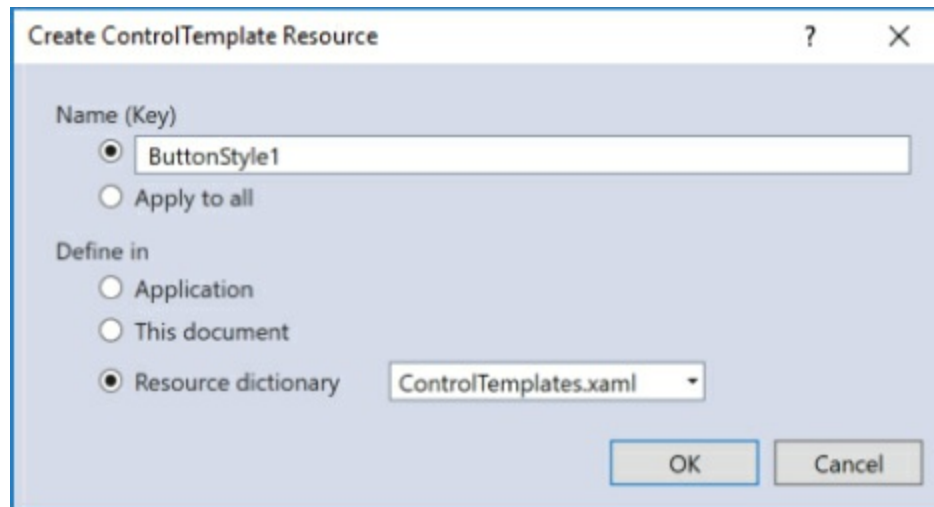 Create ControlTemplate Resource ?
Name (Key)
ButtonStyle1
Apply to all
Define in
Application
This document
Resource dictionary ControlTemplates.xaml
OK Cancel